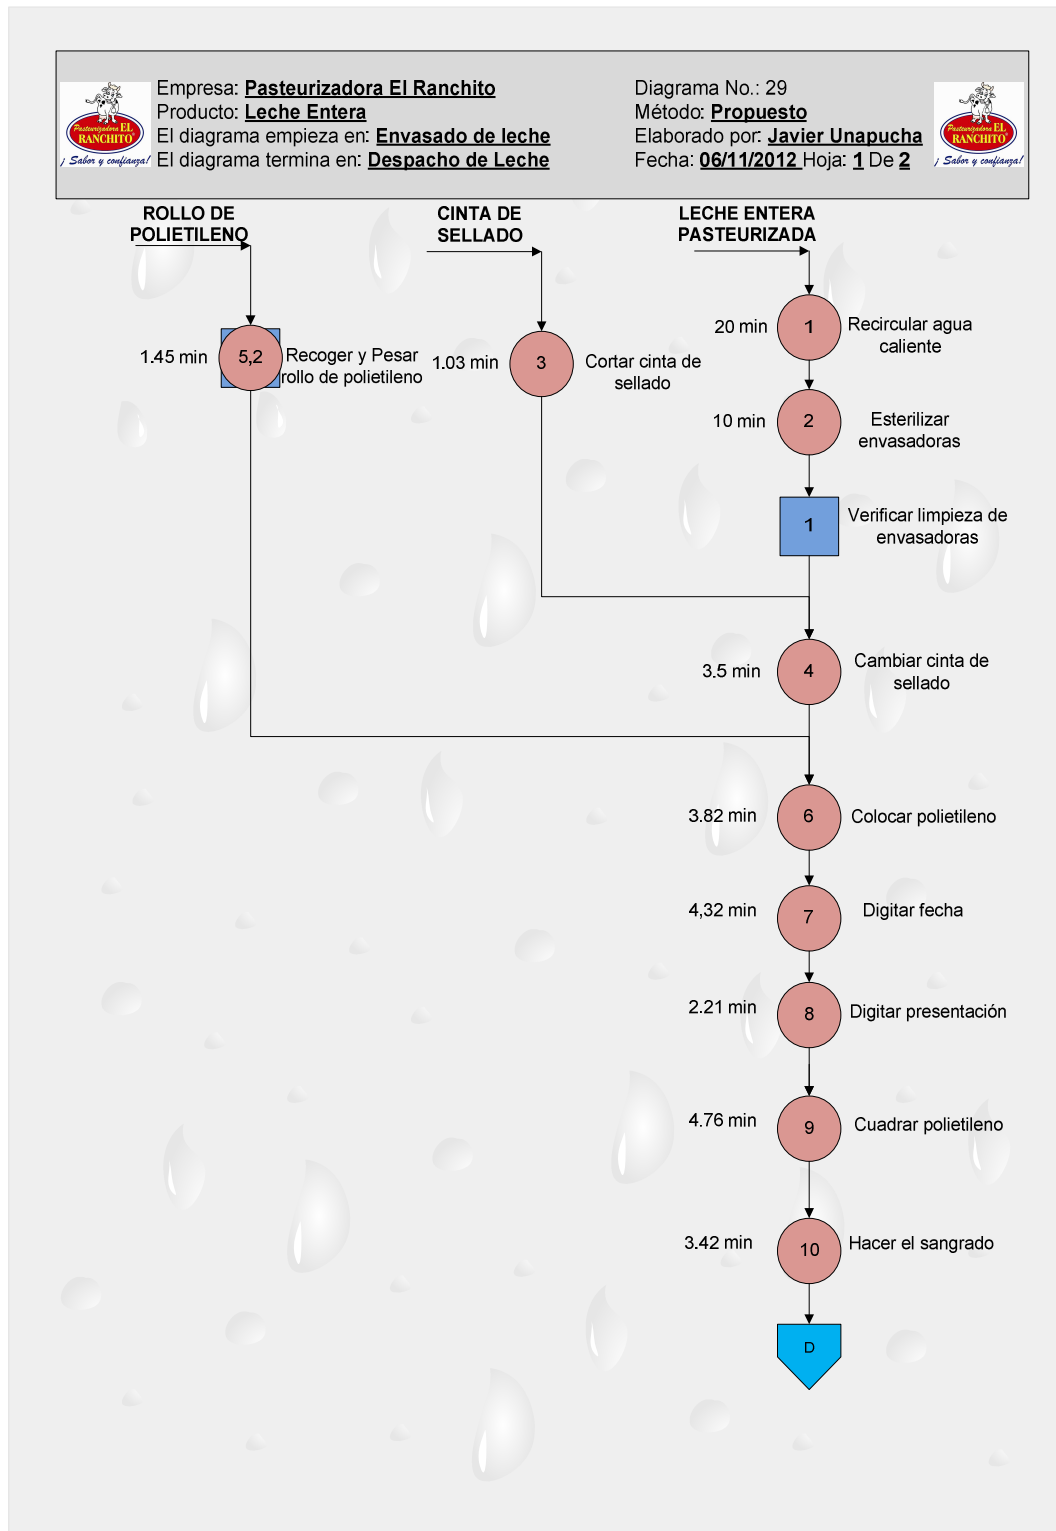 Empresa: Pasteurizadora El Ranchito
Producto: Leche Entera
El diagrama empieza en: Envasado de leche
El diagrama termina en: Despacho de Leche
Diagrama No.: 29
Método: Propuesto
Elaborado por: Javier Unapucha
Fecha: 06/11/2012 Hoja: 1 De 2
Pasteurizadora EL
RANCHITO
¡ Sabor y confianza!
Pasteurizadora EL
RANCHITO
¡ Sabor y confianza!
ROLLO DE
POLIETILENO
CINTA DE
SELLADO
LECHE ENTERA
PASTEURIZADA
1.45 min
5,2
Recoger y Pesar
rollo de polietileno
1.03 min
3
Cortar cinta de
sellado
20 min
1
Recircular agua
caliente
10 min
2
Esterilizar
envasadoras
1
Verificar limpieza de
envasadoras
3.5 min
4
Cambiar cinta de
sellado
3.82 min
6
Colocar polietileno
4,32 min
7
Digitar fecha
2.21 min
8
Digitar presentación
4.76 min
9
Cuadrar polietileno
3.42 min
10
Hacer el sangrado
D